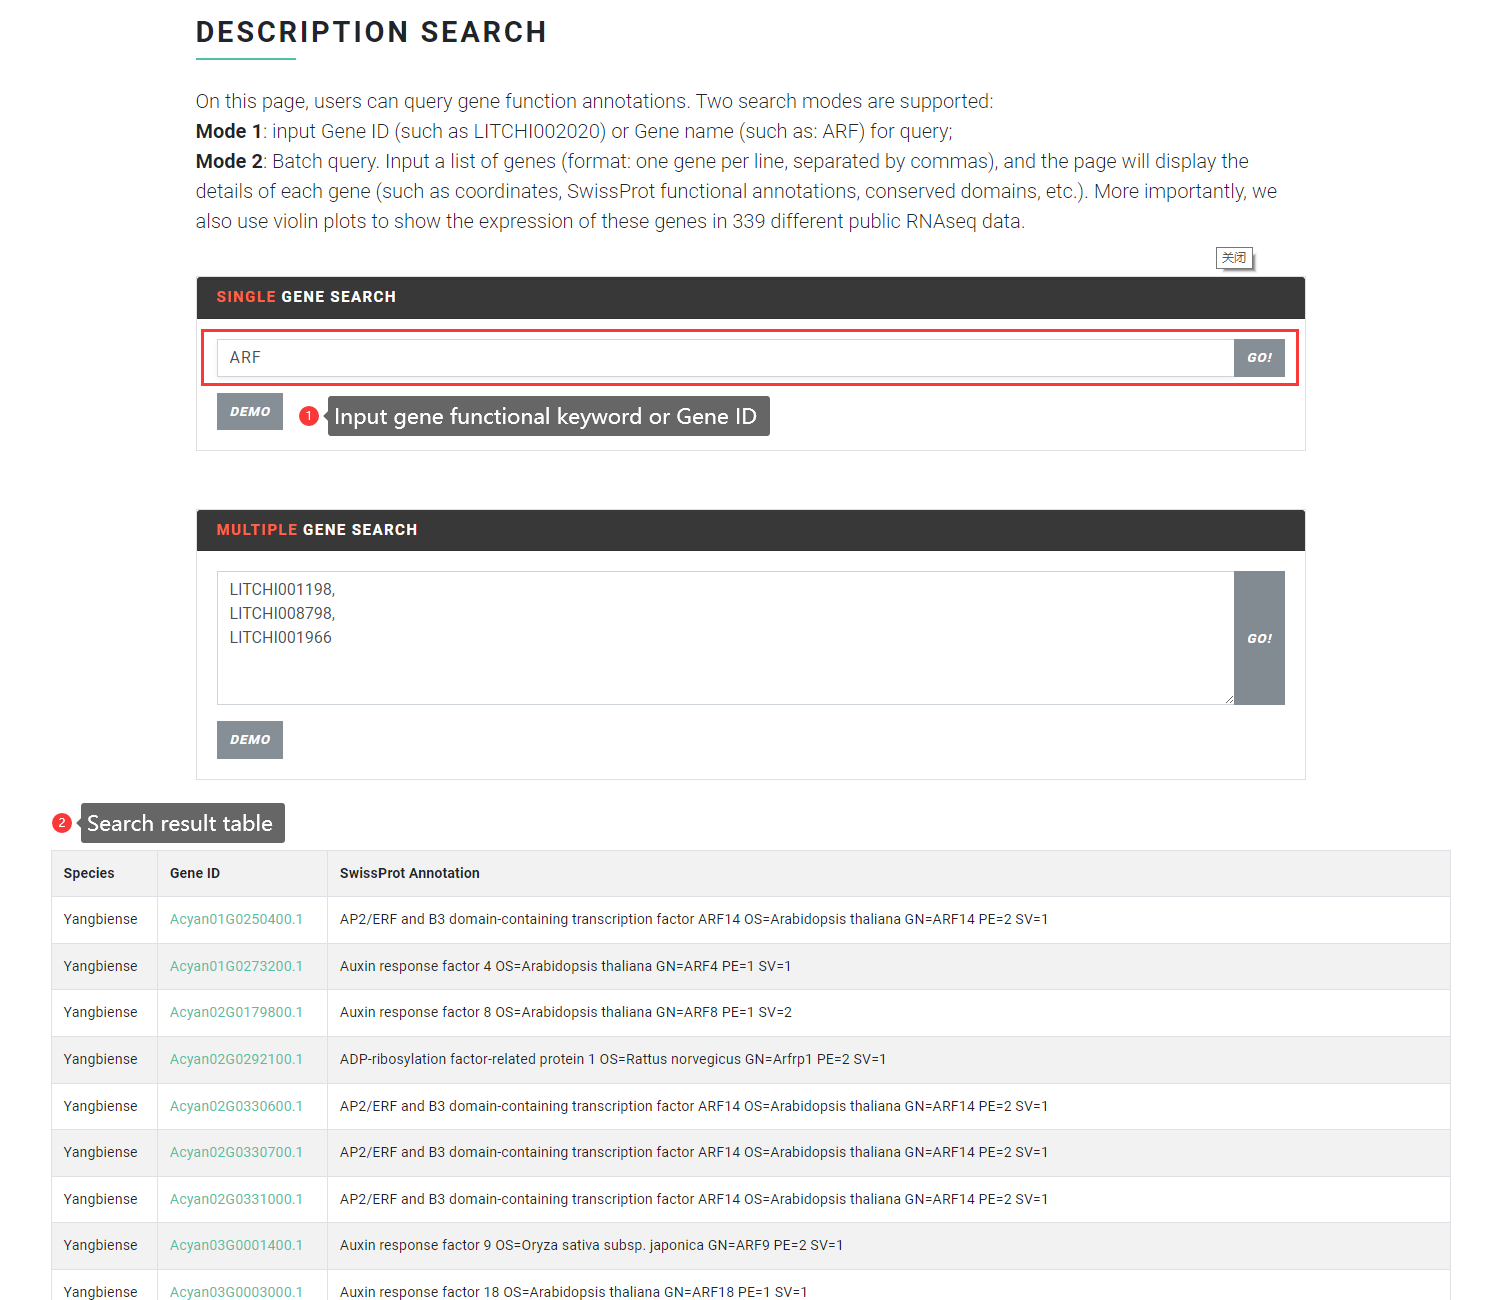 DESCRIPTION SEARCH
On this page, users can query gene function annotations. Two search modes are supported:
Mode 1: input Gene ID (such as LITCHI002020) or Gene name (such as: ARF) for query;
Mode 2: Batch query. Input a list of genes (format: one gene per line, separated by commas), and the page will display the
details of each gene (such as coordinates, SwissProt functional annotations, conserved domains, etc.). More importantly, we
also use violin plots to show the expression of these genes in 339 different public RNAseq data.
关闭
SINGLE GENE SEARCH
ARF GO!
DEMO 1 Input gene functional keyword or Gene ID
MULTIPLE GENE SEARCH
LITCHI001198,
LITCHI008798,
LITCHI001966
GO!
DEMO
2 Search result table
Species Gene ID SwissProt Annotation
Yangbiense Acyan01G0250400.1 AP2/ERF and B3 domain-containing transcription factor ARF14 OS=Arabidopsis thaliana GN=ARF14 PE=2 SV=1
Yangbiense Acyan01G0273200.1 Auxin response factor 4 OS=Arabidopsis thaliana GN=ARF4 PE=1 SV=1
Yangbiense Acyan02G0179800.1 Auxin response factor 8 OS=Arabidopsis thaliana GN=ARF8 PE=1 SV=2
Yangbiense Acyan02G0292100.1 ADP-ribosylation factor-related protein 1 OS=Rattus norvegicus GN=Arfrp1 PE=2 SV=1
Yangbiense Acyan02G0330600.1 AP2/ERF and B3 domain-containing transcription factor ARF14 OS=Arabidopsis thaliana GN=ARF14 PE=2 SV=1
Yangbiense Acyan02G0330700.1 AP2/ERF and B3 domain-containing transcription factor ARF14 OS=Arabidopsis thaliana GN=ARF14 PE=2 SV=1
Yangbiense Acyan02G0331000.1 AP2/ERF and B3 domain-containing transcription factor ARF14 OS=Arabidopsis thaliana GN=ARF14 PE=2 SV=1
Yangbiense Acyan03G0001400.1 Auxin response factor 9 OS=Oryza sativa subsp. japonica GN=ARF9 PE=2 SV=1
Yangbiense Acyan03G0003000.1 Auxin response factor 18 OS=Arabidopsis thaliana GN=ARF18 PE=1 SV=1